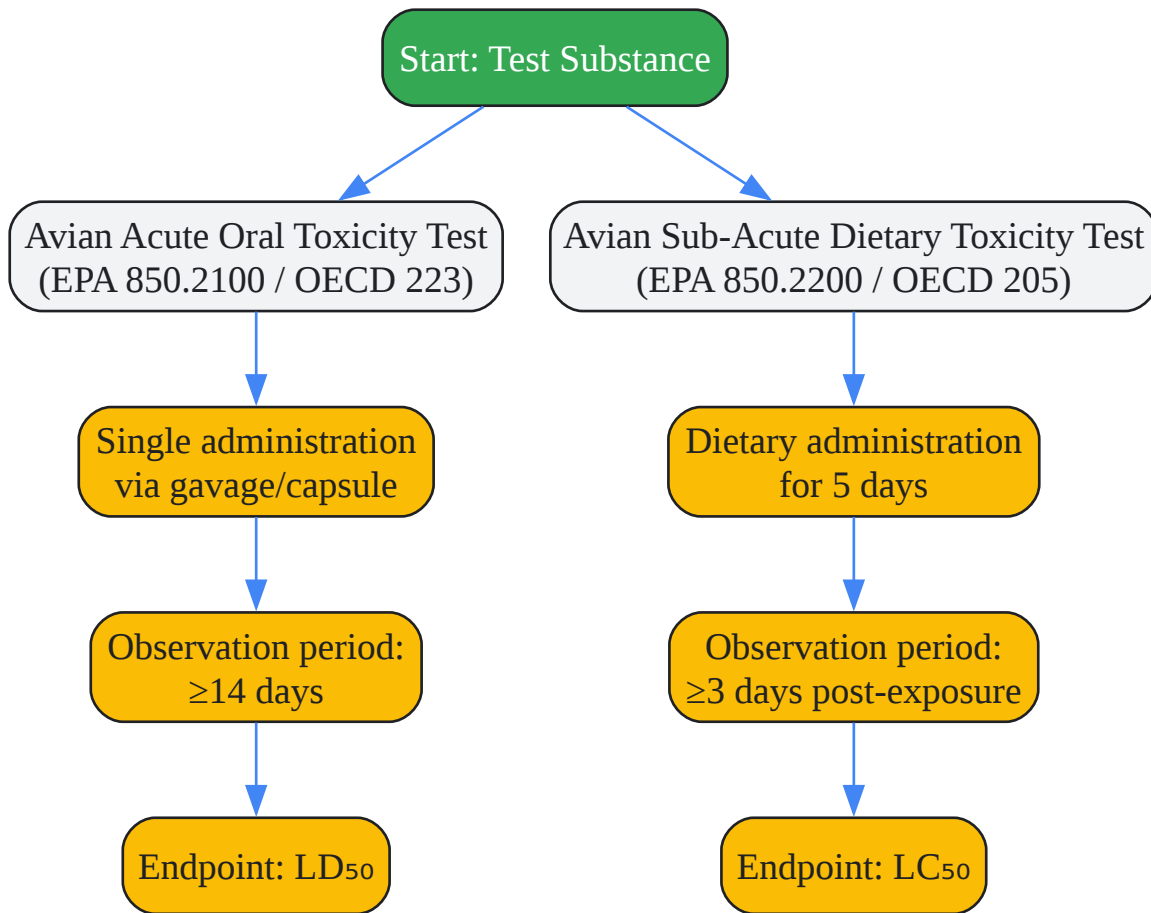 Start: Test Substance
Avian Acute Oral Toxicity Test
(EPA 850.2100 / OECD 223)
Avian Sub-Acute Dietary Toxicity Test
(EPA 850.2200 / OECD 205)
Single administration
via gavage/capsule
Dietary administration
for 5 days
Observation period:
≥14 days
Observation period:
≥3 days post-exposure
Endpoint: LD₅₀
Endpoint: LC₅₀